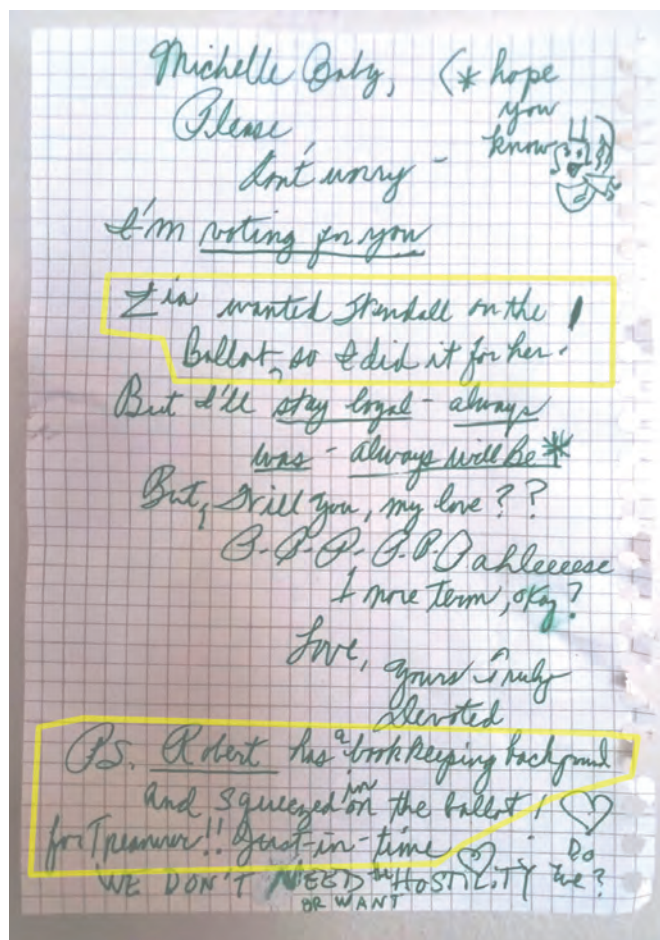 Michelle Baby, (* hope
you
know
Please,
don't worry -
I'm voting for you
Zia wanted Kendall on the !
Ballot, so I did it for her.
But I'll stay loyal - always
was - always will Be *
But, Will you, my love ? ?
P-P-P-P-P-P ahleeeese
1 more Term, okay?
Love,
yours Truly
Devoted
PS. Robert has a bookkeeping background
and squeezed in on the ballot !
for Treasurer!! Just-in-time.
WE DON'T NEED the HOSTILITY Do we?
OR WANT